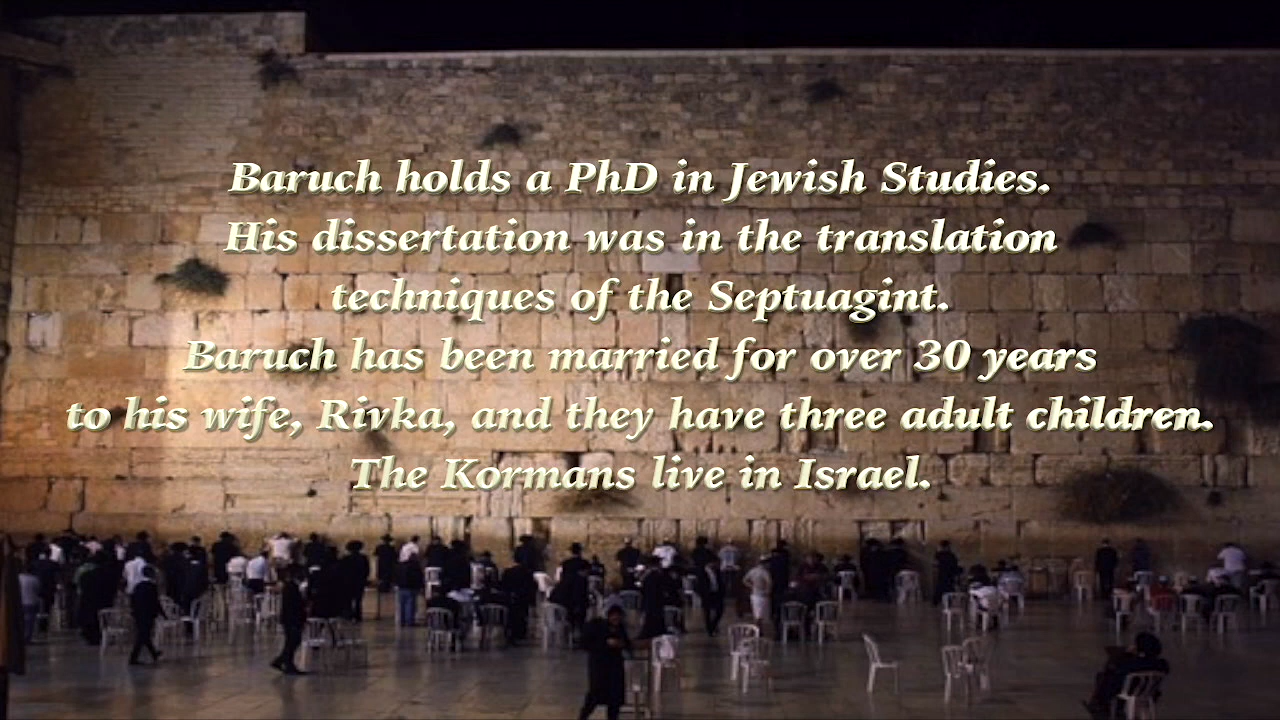 Baruch holds a PhD in Jewish Studies.
His dissertation was in the translation
techniques of the Septuagint.
Baruch has been married for over 30 years
to his wife, Rivka, and they have three adult children.
The Kormans live in Israel.